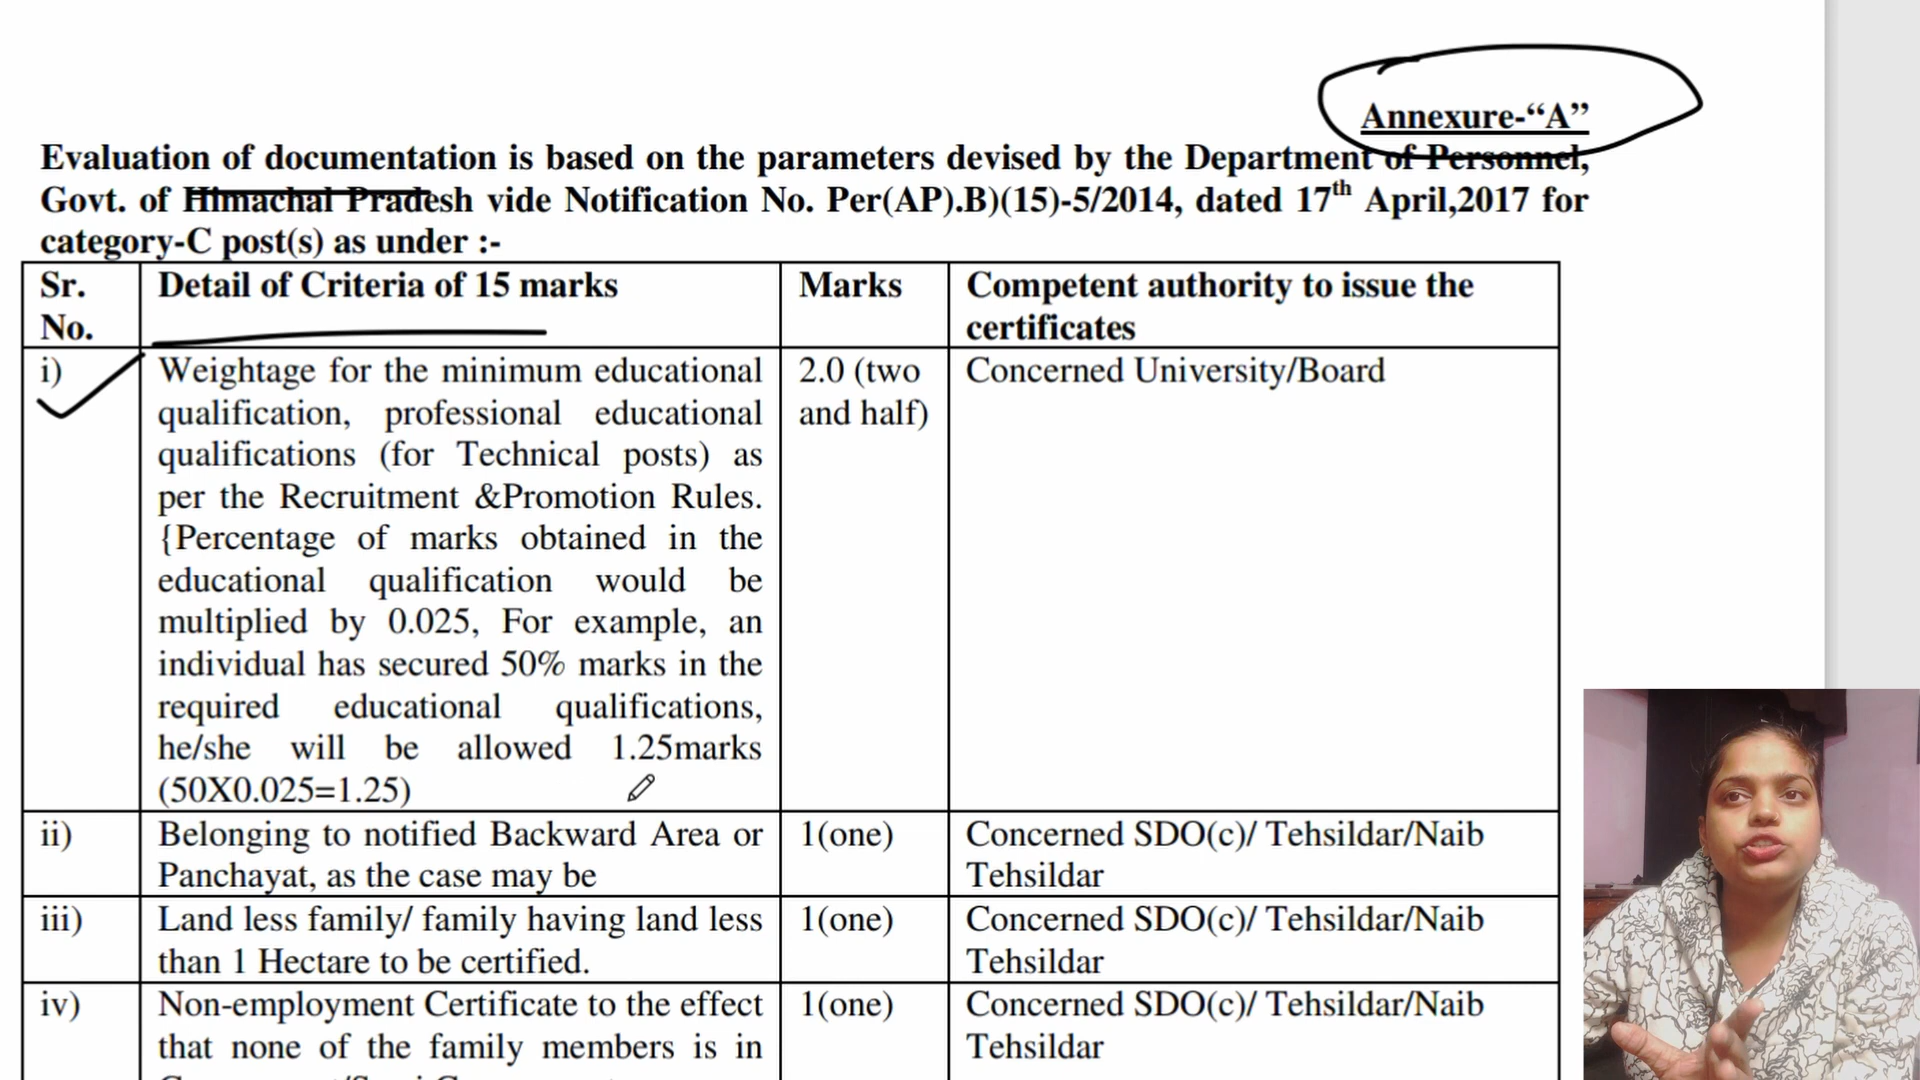 Annexure-“A”
Evaluation of documentation is based on the parameters devised by the Department of Personnel,
Govt. of Himachal Pradesh vide Notification No. Per(AP).B)(15)-5/2014, dated 17th April,2017 for
category-C post(s) as under :-
Sr. No.
Detail of Criteria of 15 marks
Marks
Competent authority to issue the
certificates
i)
Weightage for the minimum educational
qualification, professional educational
qualifications (for Technical posts) as
per the Recruitment &Promotion Rules.
{Percentage of marks obtained in the
educational qualification would be
multiplied by 0.025, For example, an
individual has secured 50% marks in the
required educational qualifications,
he/she will be allowed 1.25marks
(50X0.025=1.25)
2.0 (two
and half)
Concerned University/Board
ii)
Belonging to notified Backward Area or
Panchayat, as the case may be
1(one)
Concerned SDO(c)/ Tehsildar/Naib
Tehsildar
iii)
Land less family/ family having land less
than 1 Hectare to be certified.
1(one)
Concerned SDO(c)/ Tehsildar/Naib
Tehsildar
iv)
Non-employment Certificate to the effect
that none of the family members is in
1(one)
Concerned SDO(c)/ Tehsildar/Naib
Tehsildar